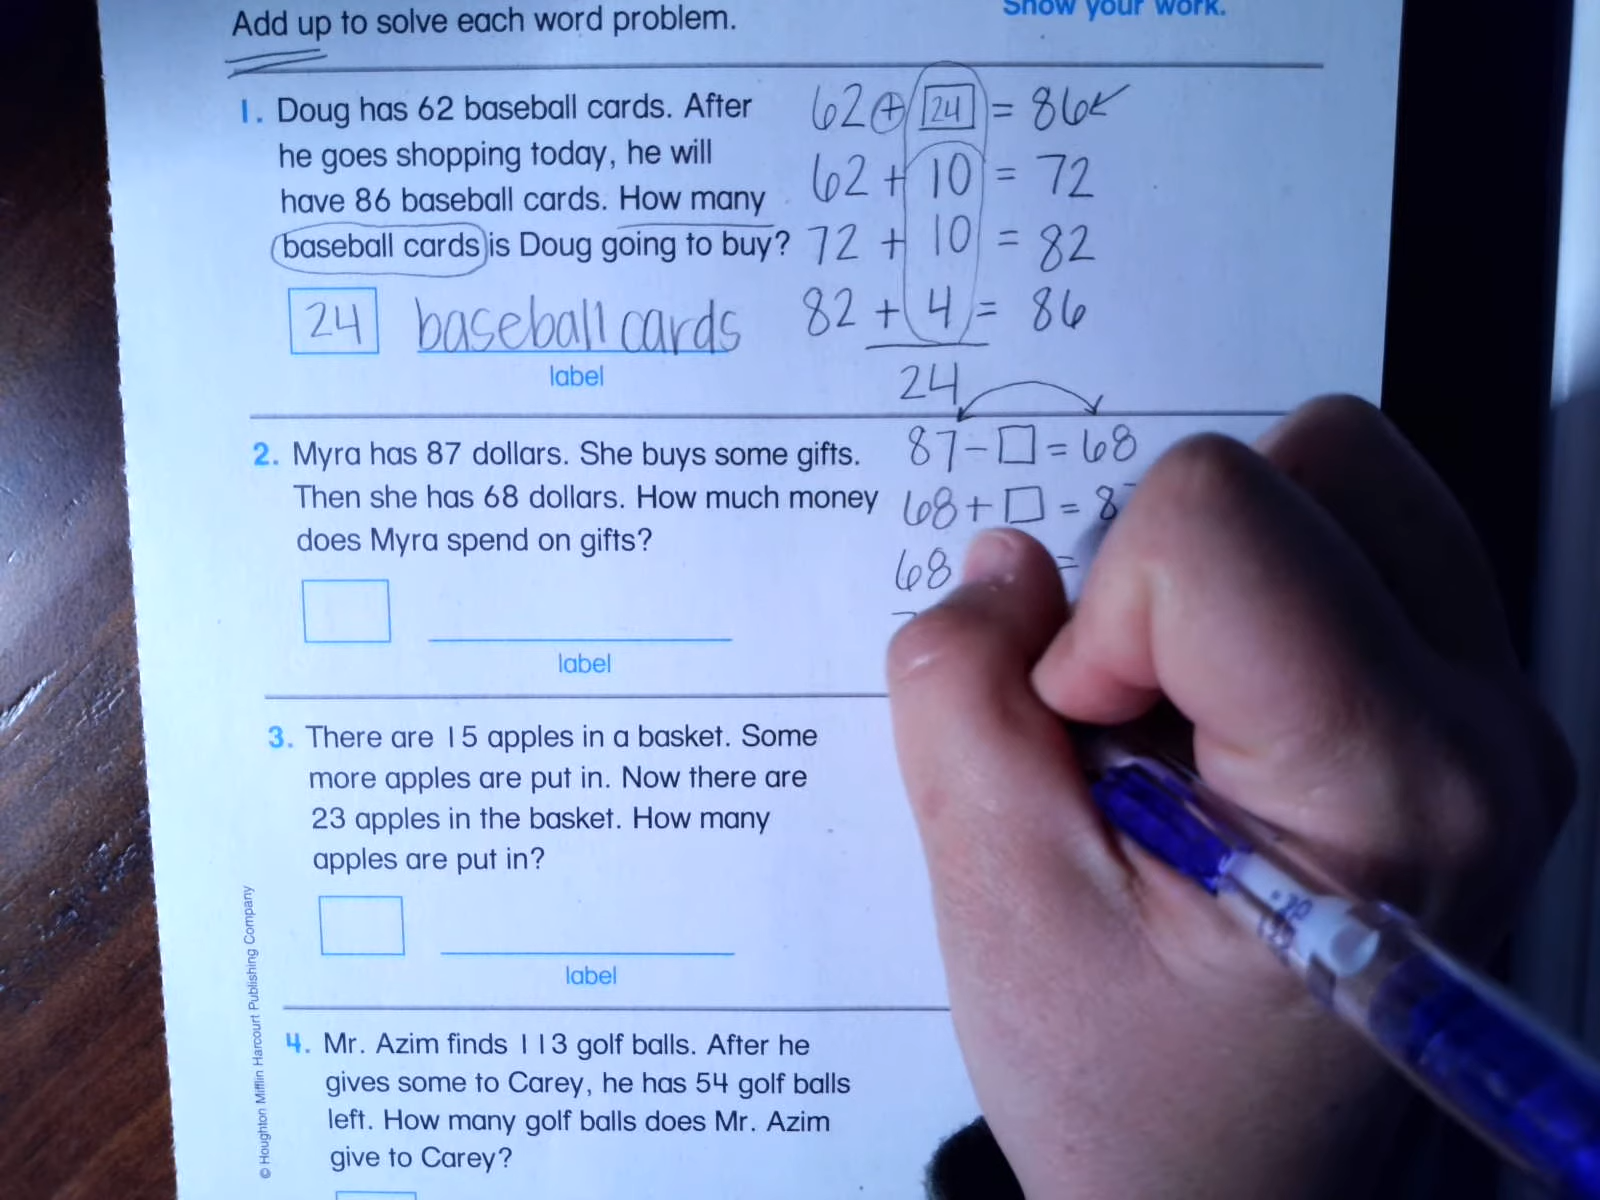 Add up to solve each word problem.
Show your work.
1. Doug has 62 baseball cards. After
he goes shopping today, he will
have 86 baseball cards. How many
baseball cards is Doug going to buy?
24 baseball cards
label
62 + 24 = 86
62 + 10 = 72
72 + 10 = 82
82 + 4 = 86
24
2. Myra has 87 dollars. She buys some gifts.
Then she has 68 dollars. How much money
does Myra spend on gifts?
label
87 - □ = 68
68 + □ = 8
68 =
3. There are 15 apples in a basket. Some
more apples are put in. Now there are
23 apples in the basket. How many
apples are put in?
label
4. Mr. Azim finds 113 golf balls. After he
gives some to Carey, he has 54 golf balls
left. How many golf balls does Mr. Azim
give to Carey?
© Houghton Mifflin Harcourt Publishing Company